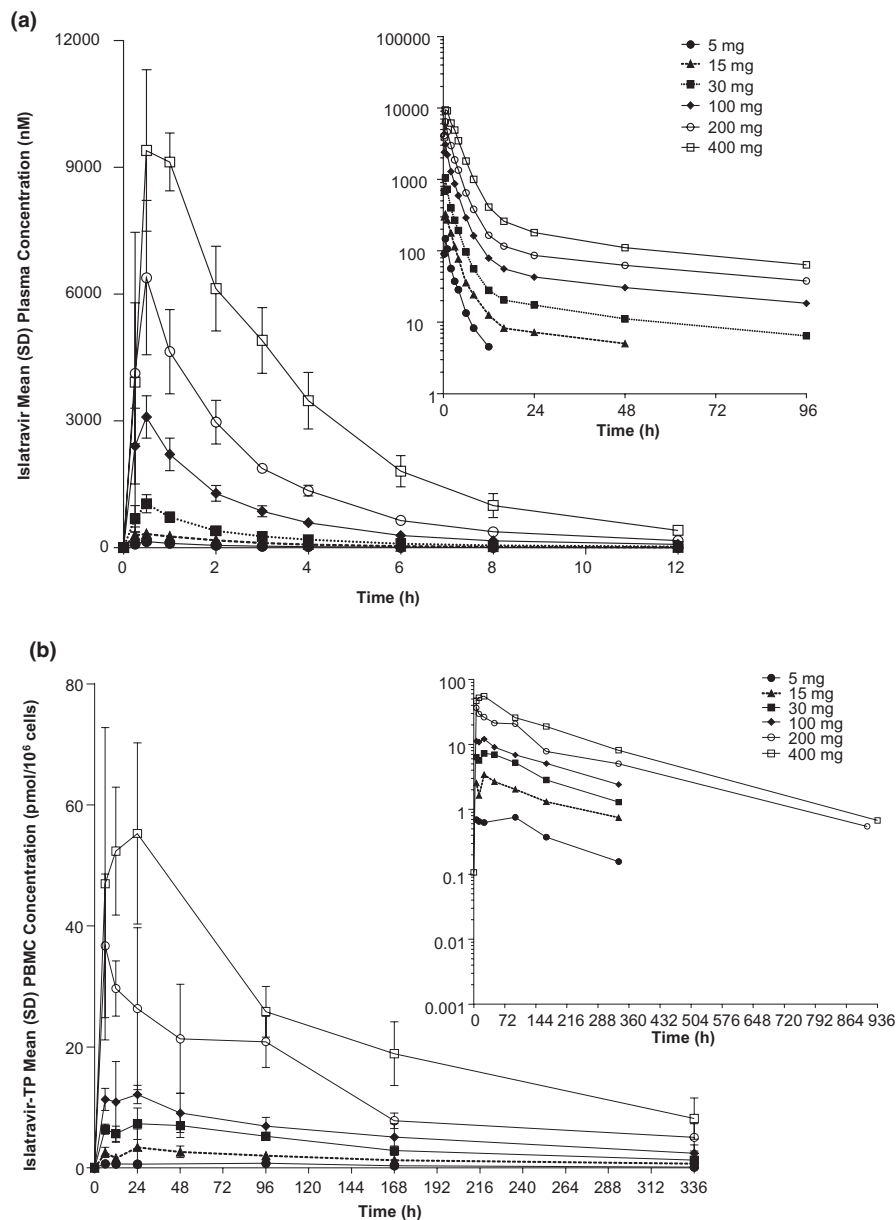 (a)
Islatravir Mean (SD) Plasma Concentration (nM)
12000
9000
6000
3000
0
0 2 4 6 8 10 12
Time (h)
100000
10000
1000
100
10
1
0 24 48 72 96
Time (h)
5 mg
15 mg
30 mg
100 mg
200 mg
400 mg
(b)
Islatravir-TP Mean (SD) PBMC Concentration (pmol/10⁶ cells)
80
60
40
20
0
0 24 48 72 96 120 144 168 192 216 240 264 288 312 336
Time (h)
100
10
1
0.1
0.01
0.001
0 72 144 216 288 360 432 504 576 648 720 792 864 936
Time (h)
5 mg
15 mg
30 mg
100 mg
200 mg
400 mg